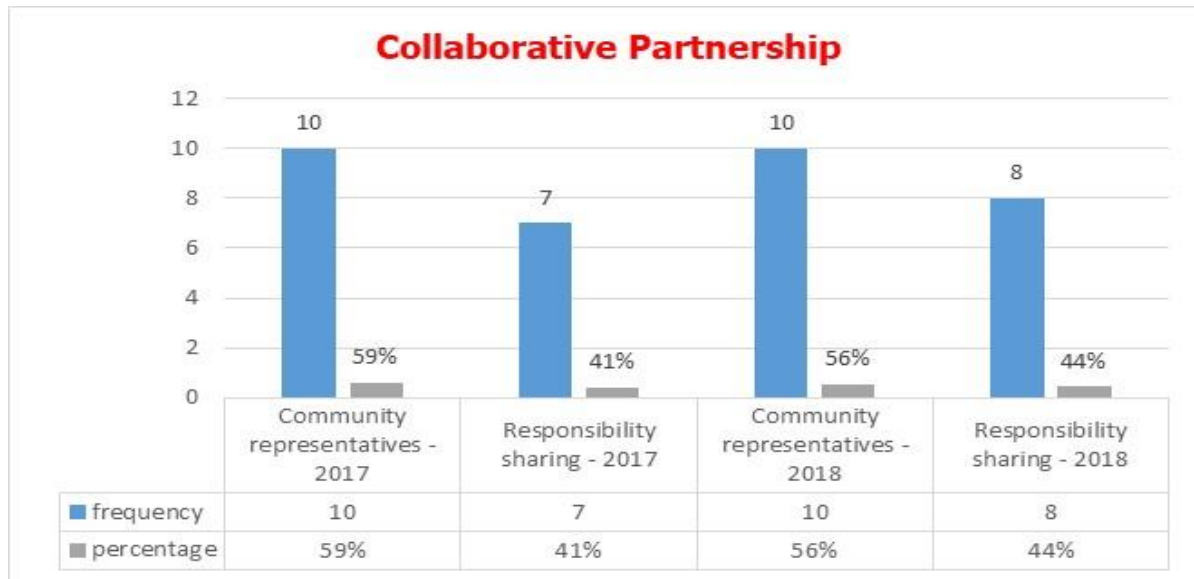 Collaborative Partnership
12
10
8
6
4
2
0
10
7
10
8
59%
41%
56%
44%
Community
representatives -
2017
Responsibility
sharing - 2017
Community
representatives -
2018
Responsibility
sharing - 2018
frequency 10 7 10 8
percentage 59% 41% 56% 44%